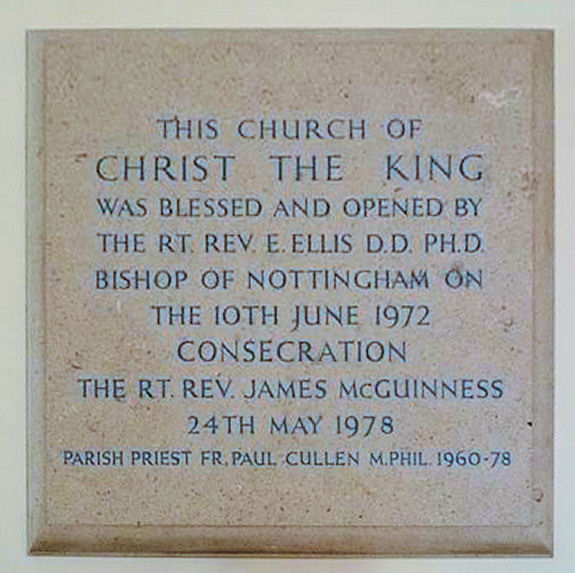 THIS CHURCH OF
CHRIST THE KING
WAS BLESSED AND OPENED BY
THE RT. REV. E. ELLIS D.D. PH.D.
BISHOP OF NOTTINGHAM ON
THE 10TH JUNE 1972
CONSECRATION
THE RT. REV. JAMES McGUINNESS
24TH MAY 1978
PARISH PRIEST FR. PAUL CULLEN M.PHIL. 1960-78